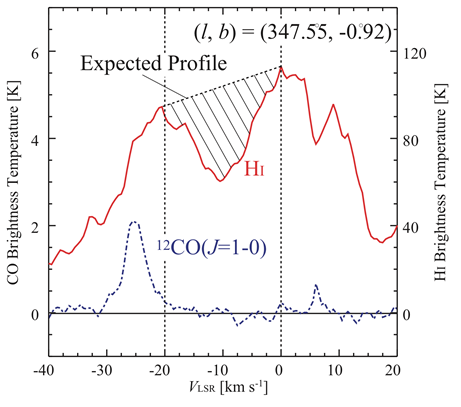 (l, b) = (347.°55, -0.°92)
Expected Profile
HI
¹²CO(J=1-0)
CO Brightness Temperature [K]
HI Brightness Temperature [K]
6
4
2
0
120
80
40
0
-40 -30 -20 -10 0 10 20
VLSR [km s-1]